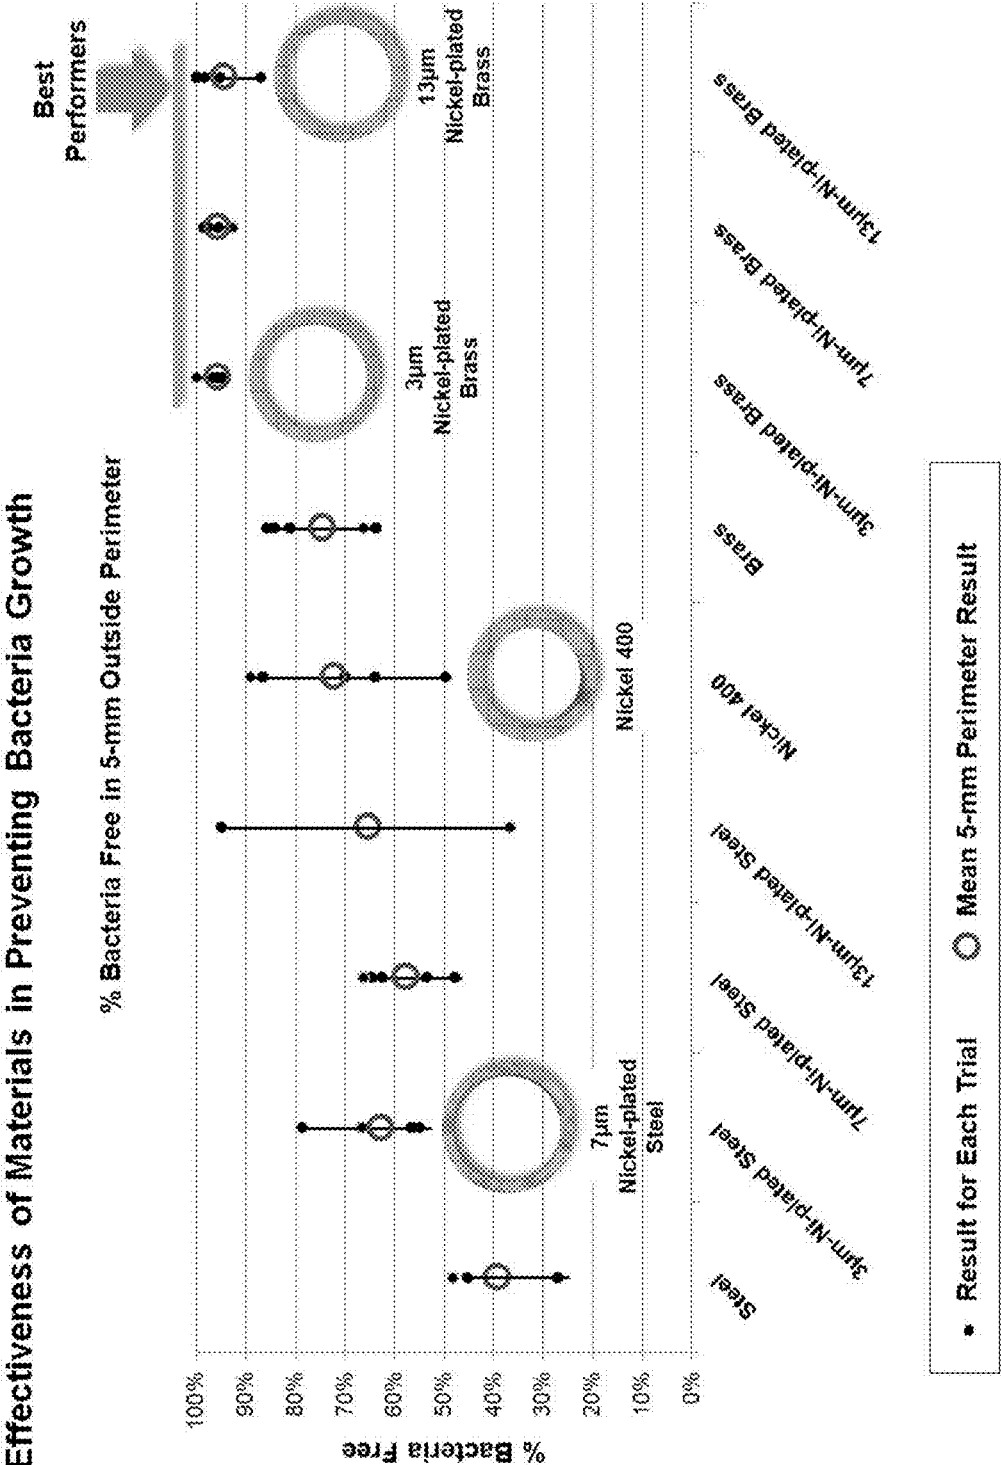 Effectiveness of Materials in Preventing Bacteria Growth
% Bacteria Free in 5-mm Outside Perimeter
Best
Performers
% Bacteria Free
100%
90%
80%
70%
60%
50%
40%
30%
20%
10%
0%
7µm
Nickel-plated
Steel
Nickel 400
3µm
Nickel-plated
Brass
13µm
Nickel-plated
Brass
Steel
3µm-Ni-plated Steel
7µm-Ni-plated Steel
13µm-Ni-plated Steel
Nickel 400
Brass
3µm-Ni-plated Brass
7µm-Ni-plated Brass
13µm-Ni-plated Brass
Result for Each Trial
Mean 5-mm Perimeter Result